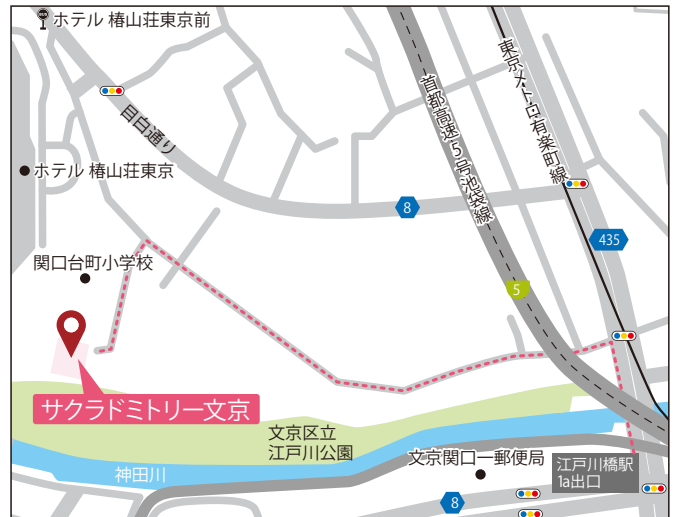 ホテル 椿山荘東京前
目白通り
首都高速5号池袋線
東京メトロ有楽町線
ホテル 椿山荘東京
8
435
関口台町小学校
5
サクラドミトリー文京
文京区立
江戸川公園
神田川
文京関口一郵便局
江戸川橋駅
1a出口
8